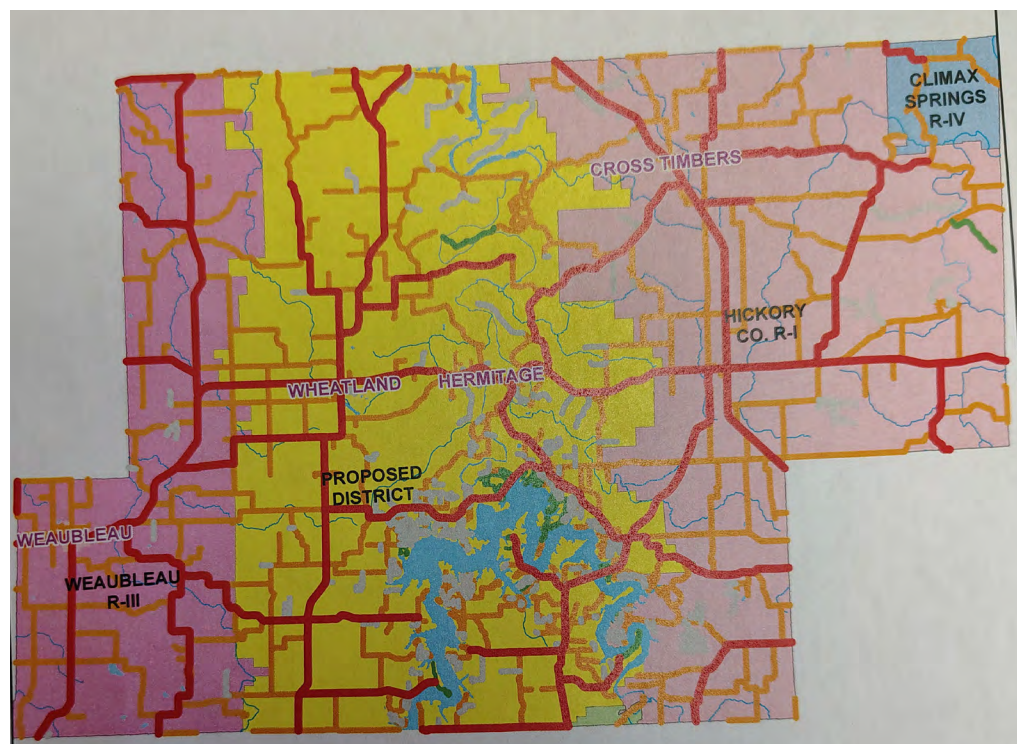 CLIMAX
SPRINGS
R-IV
CROSS TIMBERS
HICKORY
CO. R-I
WHEATLAND
HERMITAGE
PROPOSED
DISTRICT
WEAUBLEAU
WEAUBLEAU
R-III